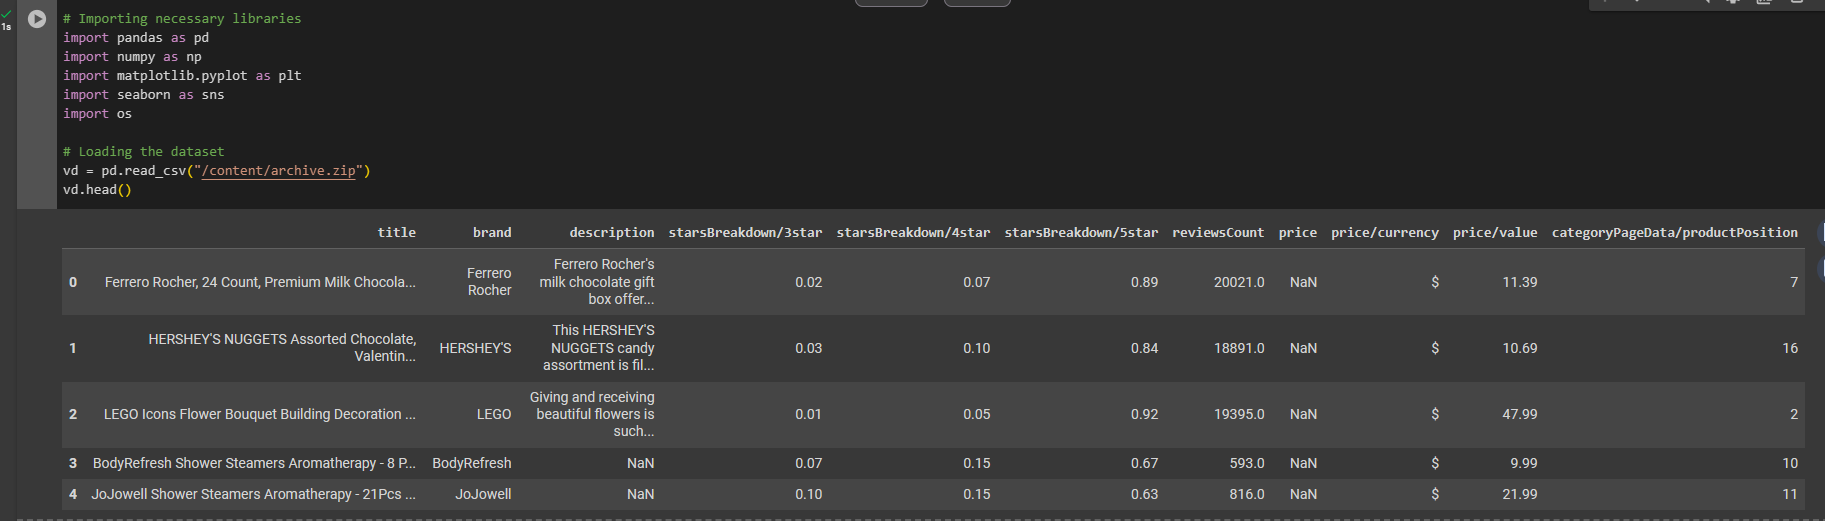 1s
# Importing necessary libraries
import pandas as pd
import numpy as np
import matplotlib.pyplot as plt
import seaborn as sns
import os
# Loading the dataset
vd = pd.read_csv("/content/archive.zip")
vd.head()
title brand description starsBreakdown/3star starsBreakdown/4star starsBreakdown/5star reviewsCount price price/currency price/value categoryPageData/productPosition
0 Ferrero Rocher, 24 Count, Premium Milk Chocola... Ferrero Rocher Ferrero Rocher's milk chocolate gift box offer... 0.02 0.07 0.89 20021.0 NaN $ 11.39 7
1 HERSHEY'S NUGGETS Assorted Chocolate, Valentin... HERSHEY'S This HERSHEY'S NUGGETS candy assortment is fil... 0.03 0.10 0.84 18891.0 NaN $ 10.69 16
2 LEGO Icons Flower Bouquet Building Decoration ... LEGO Giving and receiving beautiful flowers is such... 0.01 0.05 0.92 19395.0 NaN $ 47.99 2
3 BodyRefresh Shower Steamers Aromatherapy - 8 P... BodyRefresh NaN 0.07 0.15 0.67 593.0 NaN $ 9.99 10
4 JoJowell Shower Steamers Aromatherapy - 21Pcs ... JoJowell NaN 0.10 0.15 0.63 816.0 NaN $ 21.99 11